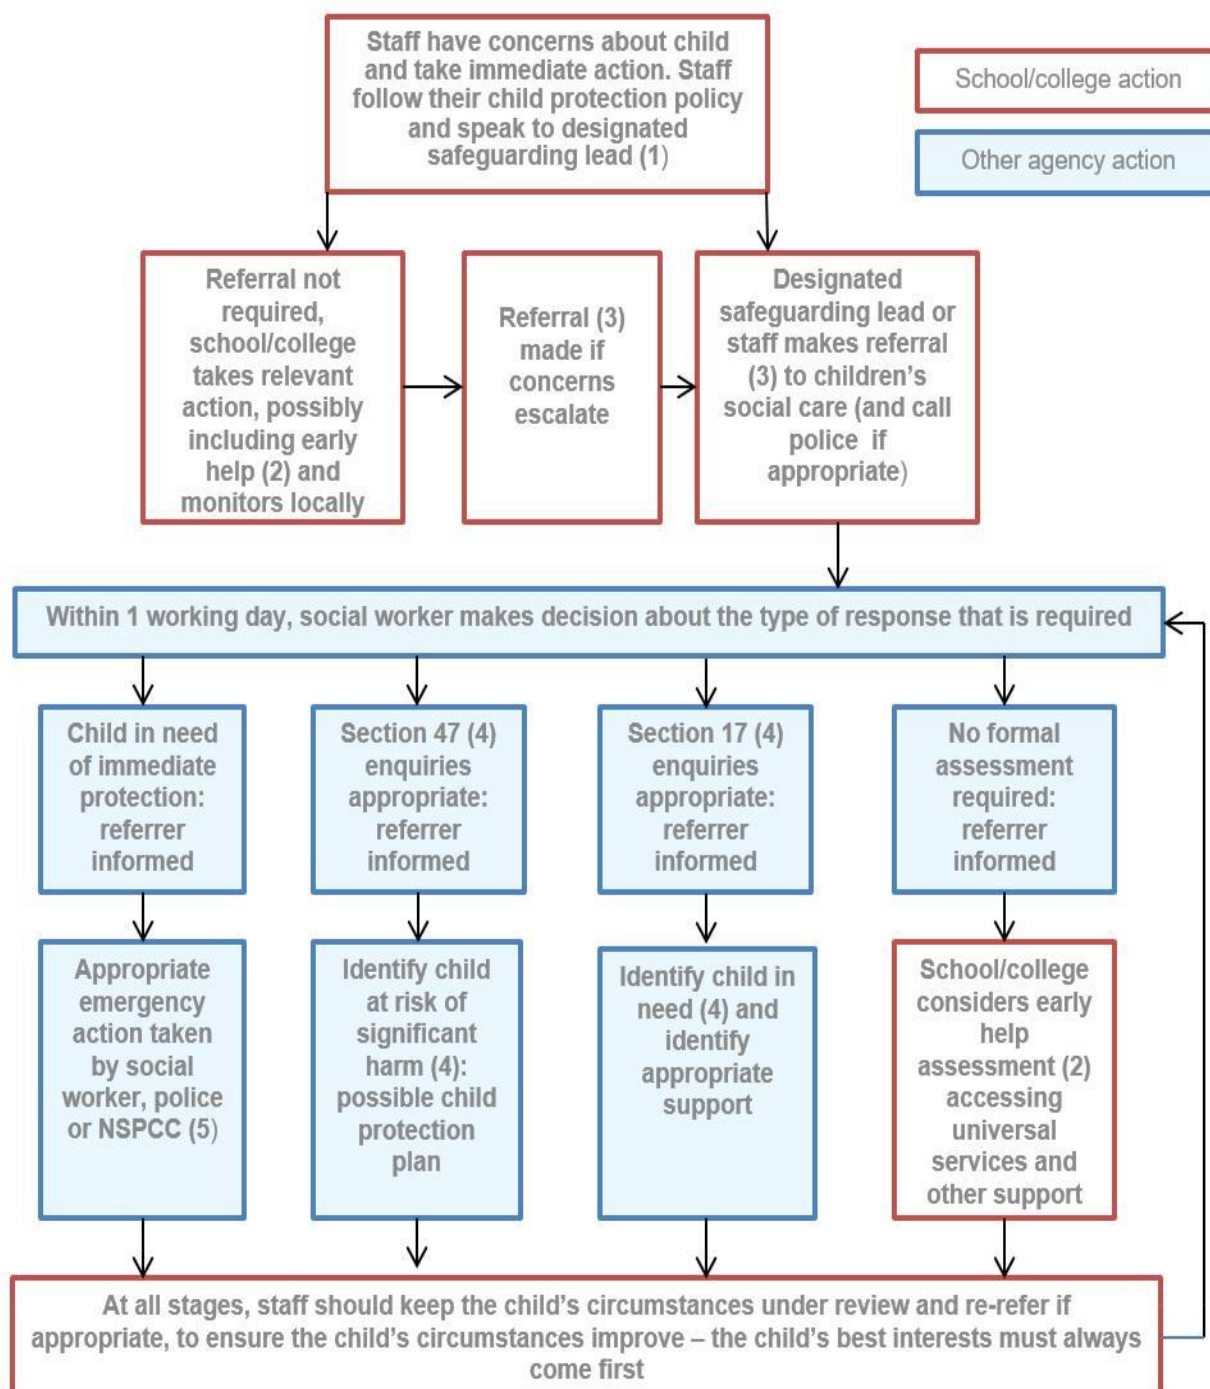 Staff have concerns about child
and take immediate action. Staff
follow their child protection policy
and speak to designated
safeguarding lead (1)
School/college action
Other agency action
Referral not
required,
school/college
takes relevant
action, possibly
including early
help (2) and
monitors locally
Referral (3)
made if
concerns
escalate
Designated
safeguarding lead or
staff makes referral
(3) to children’s
social care (and call
police if
appropriate)
Within 1 working day, social worker makes decision about the type of response that is required
Child in need
of immediate
protection:
referrer
informed
Section 47 (4)
enquiries
appropriate:
referrer
informed
Section 17 (4)
enquiries
appropriate:
referrer
informed
No formal
assessment
required:
referrer
informed
Appropriate
emergency
action taken
by social
worker, police
or NSPCC (5)
Identify child
at risk of
significant
harm (4):
possible child
protection
plan
Identify child in
need (4) and
identify
appropriate
support
School/college
considers early
help
assessment (2)
accessing
universal
services and
other support
At all stages, staff should keep the child’s circumstances under review and re-refer if
appropriate, to ensure the child’s circumstances improve – the child’s best interests must always
come first